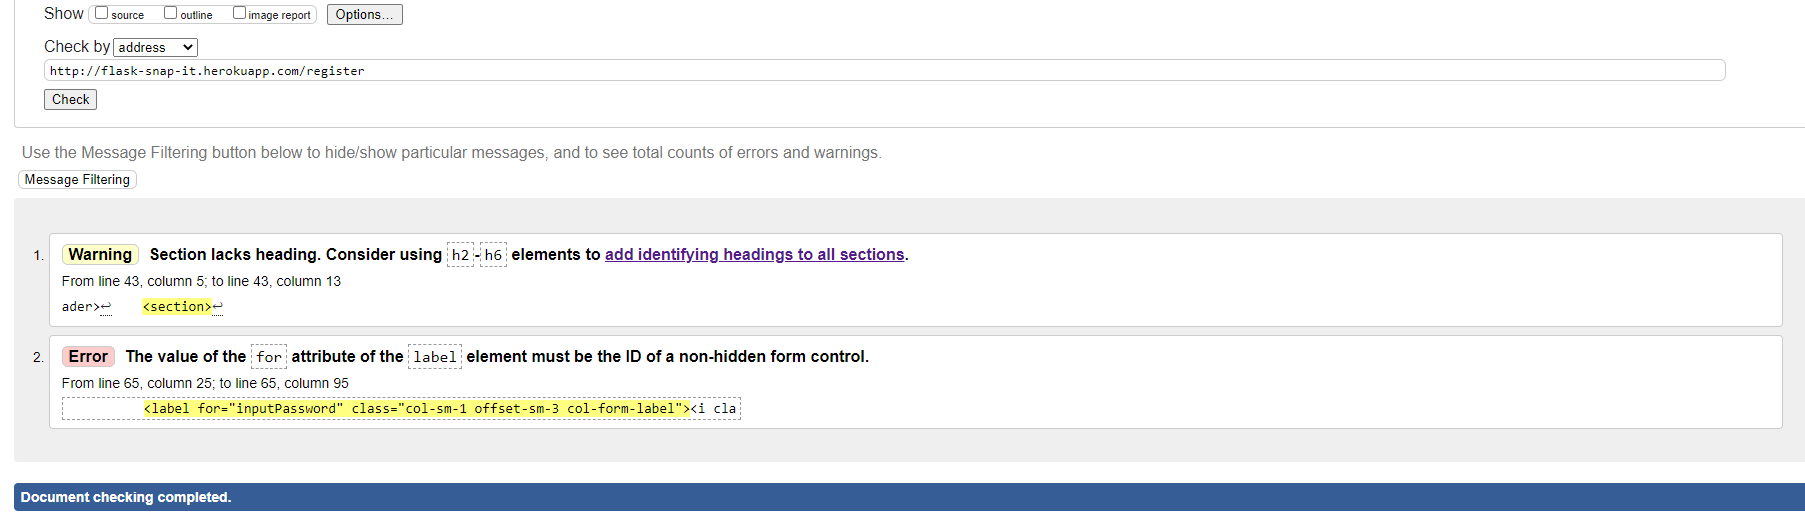 Show source outline image report Options...
Check by address
http://flask-snap-it.herokuapp.com/register
Check
Use the Message Filtering button below to hide/show particular messages, and to see total counts of errors and warnings.
Message Filtering
1. Warning Section lacks heading. Consider using h2-h6 elements to add identifying headings to all sections.
From line 43, column 5; to line 43, column 13
ader>↩ <section>↩
2. Error The value of the for attribute of the label element must be the ID of a non-hidden form control.
From line 65, column 25; to line 65, column 95
<label for="inputPassword" class="col-sm-1 offset-sm-3 col-form-label"><i cla
Document checking completed.